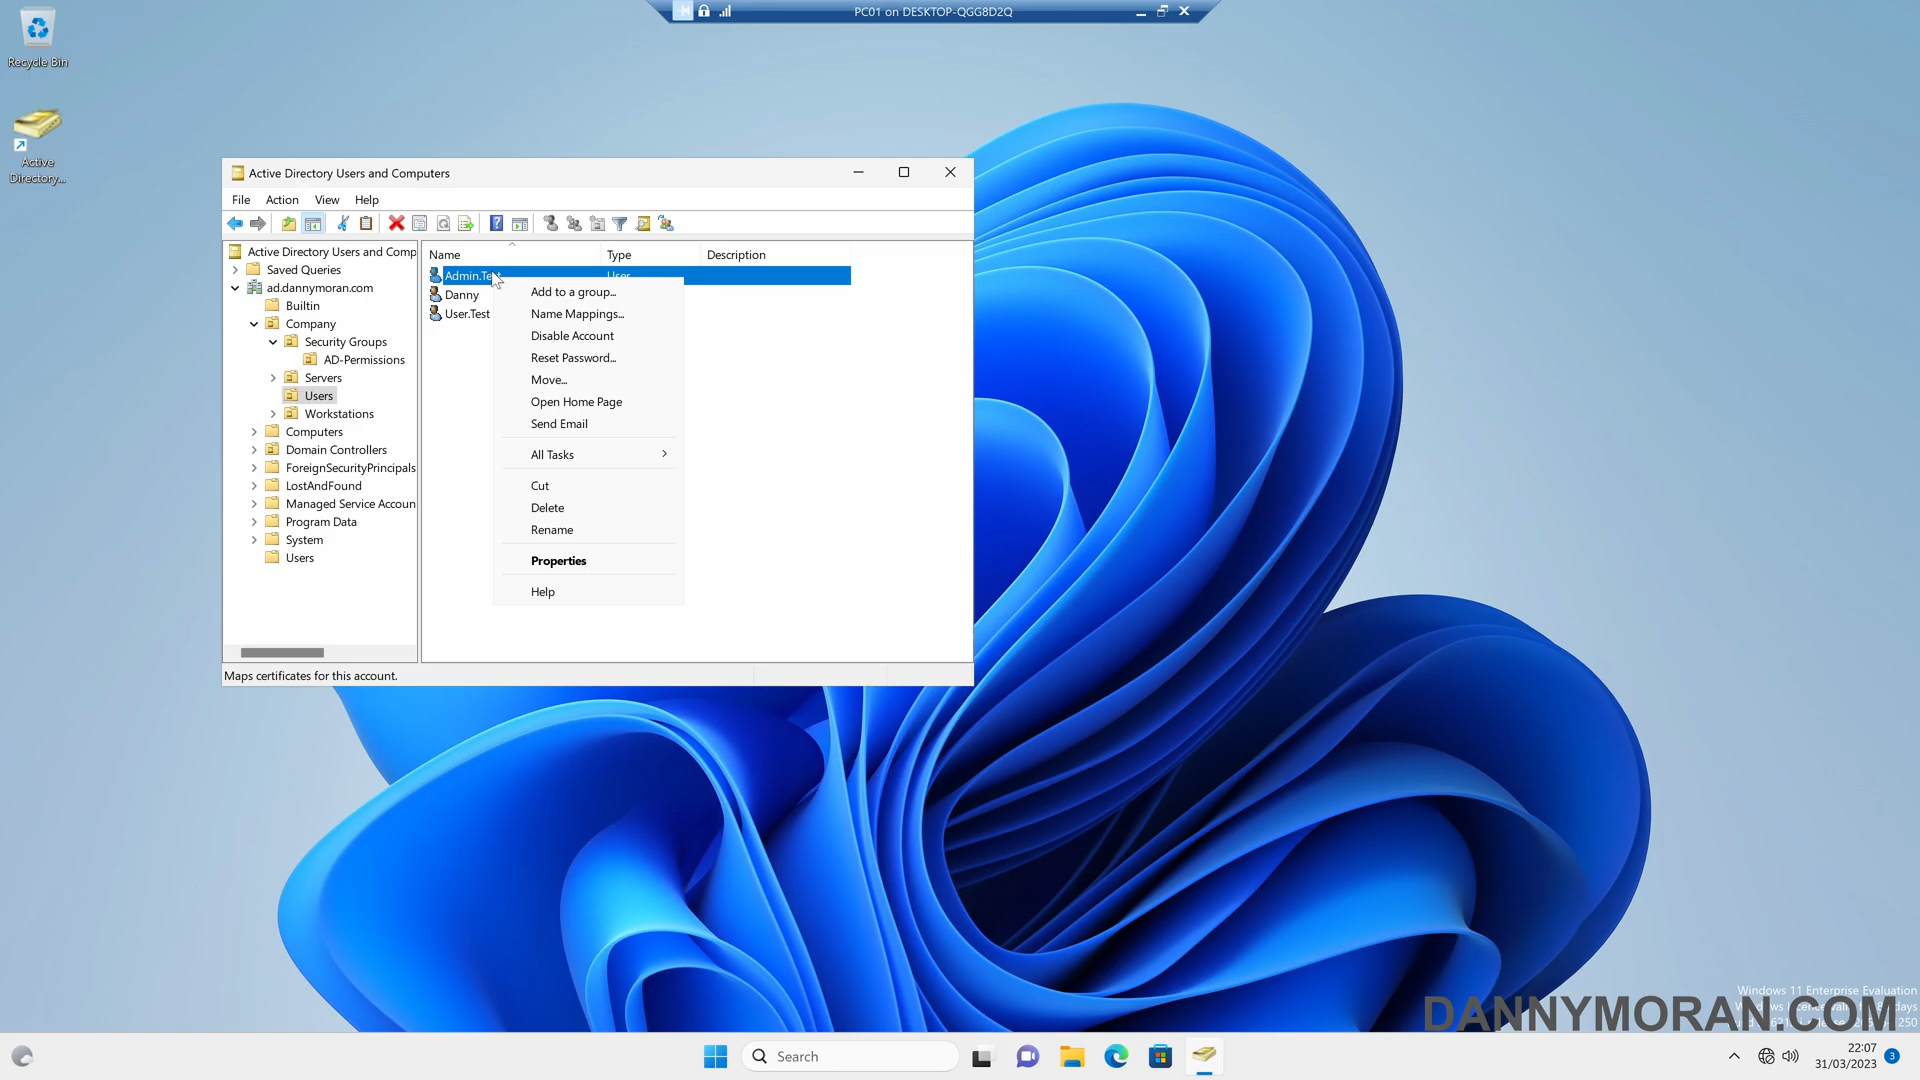 PC01 on DESKTOP-QGG8D2Q
Recycle Bin
Active
Directory...
Active Directory Users and Computers
File Action View Help
Active Directory Users and Comp
Saved Queries
ad.dannymoran.com
Builtin
Company
Security Groups
AD-Permissions
Servers
Users
Workstations
Computers
Domain Controllers
ForeignSecurityPrincipals
LostAndFound
Managed Service Accoun
Program Data
System
Users
Name Type Description
Admin.Test User
Danny
User.Test
Add to a group...
Name Mappings...
Disable Account
Reset Password...
Move...
Open Home Page
Send Email
All Tasks
Cut
Delete
Rename
Properties
Help
Maps certificates for this account.
Windows 11 Enterprise Evaluation
DANNYMORAN.COM
Search
22:07
31/03/2023
3